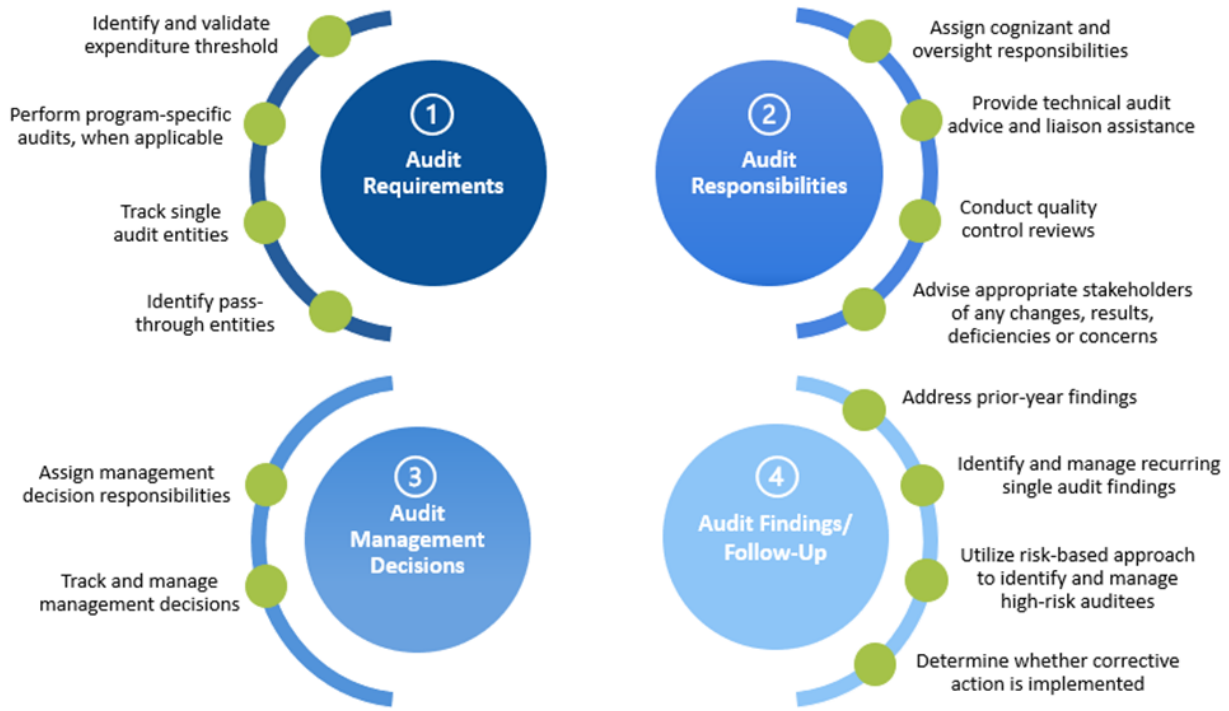 Identify and validate
expenditure threshold
Perform program-specific
audits, when applicable
Track single
audit entities
Identify pass-
through entities
1
Audit
Requirements
2
Audit
Responsibilities
Assign cognizant and
oversight responsibilities
Provide technical audit
advice and liaison assistance
Conduct quality
control reviews
Advise appropriate stakeholders
of any changes, results,
deficiencies or concerns
Assign management
decision responsibilities
Track and manage
management decisions
3
Audit
Management
Decisions
4
Audit Findings/
Follow-Up
Address prior-year findings
Identify and manage recurring
single audit findings
Utilize risk-based approach
to identify and manage
high-risk auditees
Determine whether corrective
action is implemented